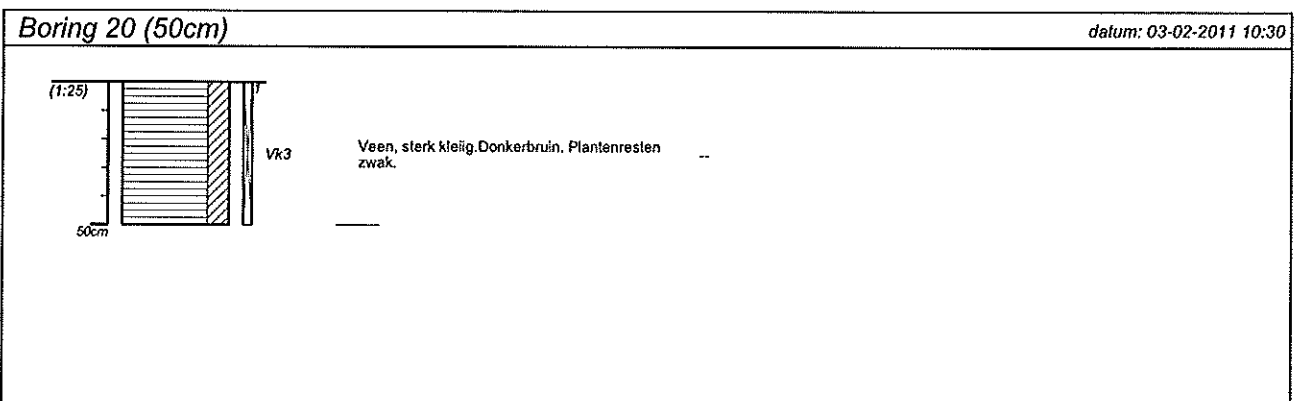 Boring 20 (50cm)
datum: 03-02-2011 10:30
(1:25)
Vk3
Veen, sterk kleiig.Donkerbruin. Plantenresten
zwak.
--
50cm